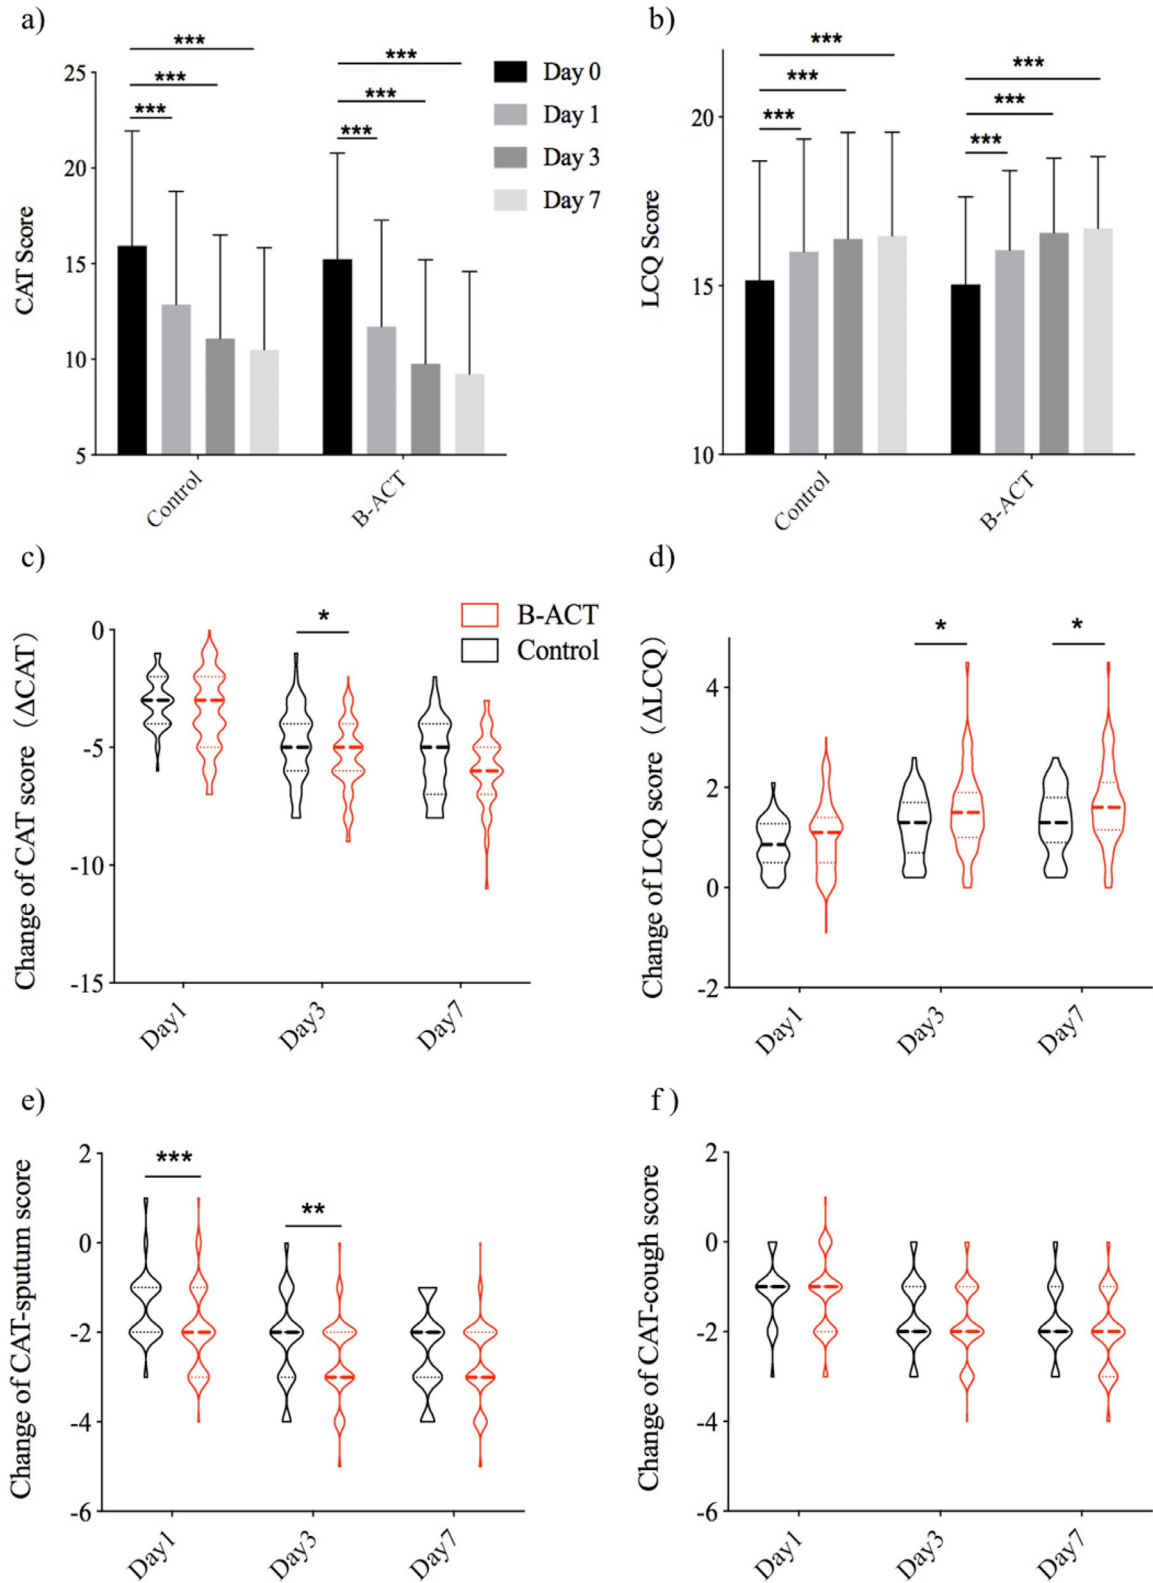 a)
CAT Score
25
20
15
10
5
***
***
***
***
***
***
Control
B-ACT
Day 0
Day 1
Day 3
Day 7
b)
LCQ Score
20
15
10
***
***
***
***
***
***
Control
B-ACT
c)
Change of CAT score（ΔCAT）
0
-5
-10
-15
*
B-ACT
Control
Day1
Day3
Day7
d)
Change of LCQ score（ΔLCQ）
4
2
0
-2
*
*
Day1
Day3
Day7
e)
Change of CAT-sputum score
2
0
-2
-4
-6
***
**
Day1
Day3
Day7
f )
Change of CAT-cough score
2
0
-2
-4
-6
Day1
Day3
Day7